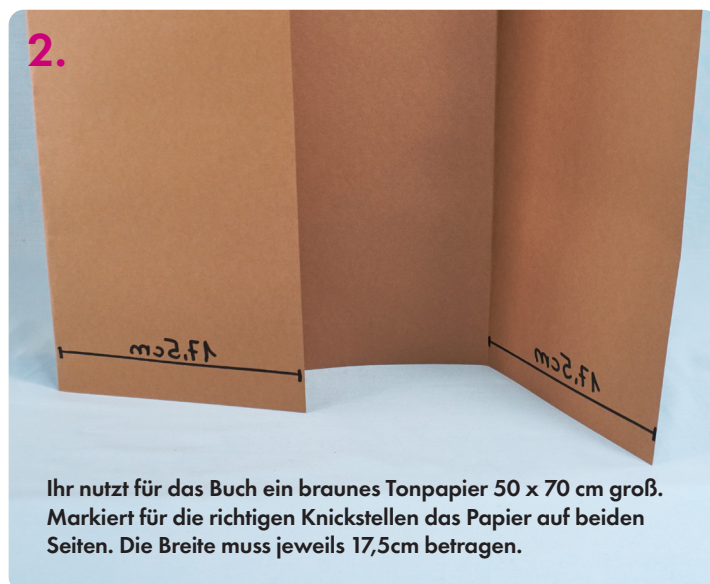 2.
17,5cm
17,5cm
Ihr nutzt für das Buch ein braunes Tonpapier 50 x 70 cm groß.
Markiert für die richtigen Knickstellen das Papier auf beiden
Seiten. Die Breite muss jeweils 17,5cm betragen.